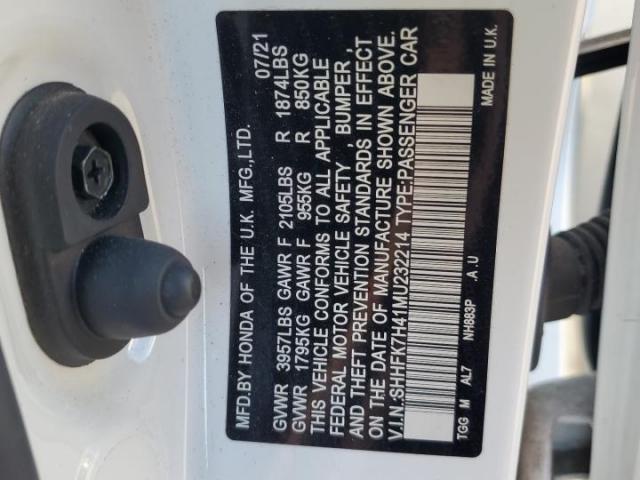 MFD.BY HONDA OF THE U.K. MFG.,LTD. 07/21
GVWR 3957LBS GAWR F 2105LBS R 1874LBS
GVWR 1795KG GAWR F 955KG R 850KG
THIS VEHICLE CONFORMS TO ALL APPLICABLE
FEDERAL MOTOR VEHICLE SAFETY , BUMPER ,
AND THEFT PREVENTION STANDARDS IN EFFECT
ON THE DATE OF MANUFACTURE SHOWN ABOVE.
V.I.N.:SHHFK7H41MU232214 TYPE:PASSENGER CAR
TGG M AL7 NH883P .A.U MADE IN U.K.